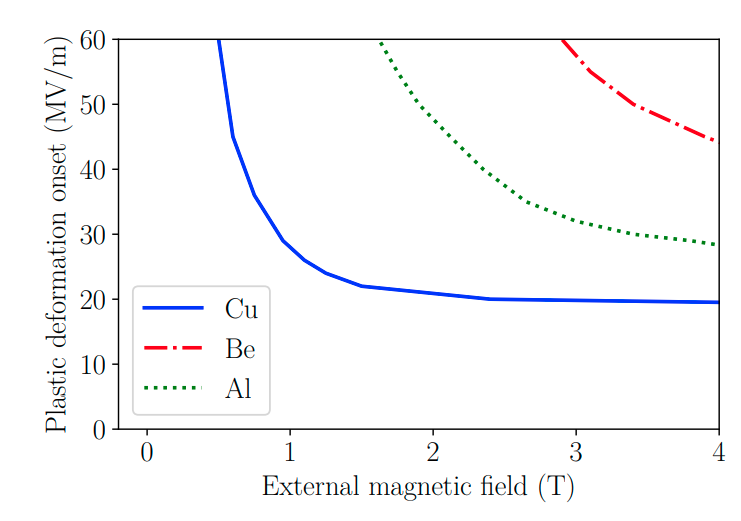 Plastic deformation onset (MV/m)
60
50
40
30
20
10
0
Cu
Be
Al
0 1 2 3 4
External magnetic field (T)